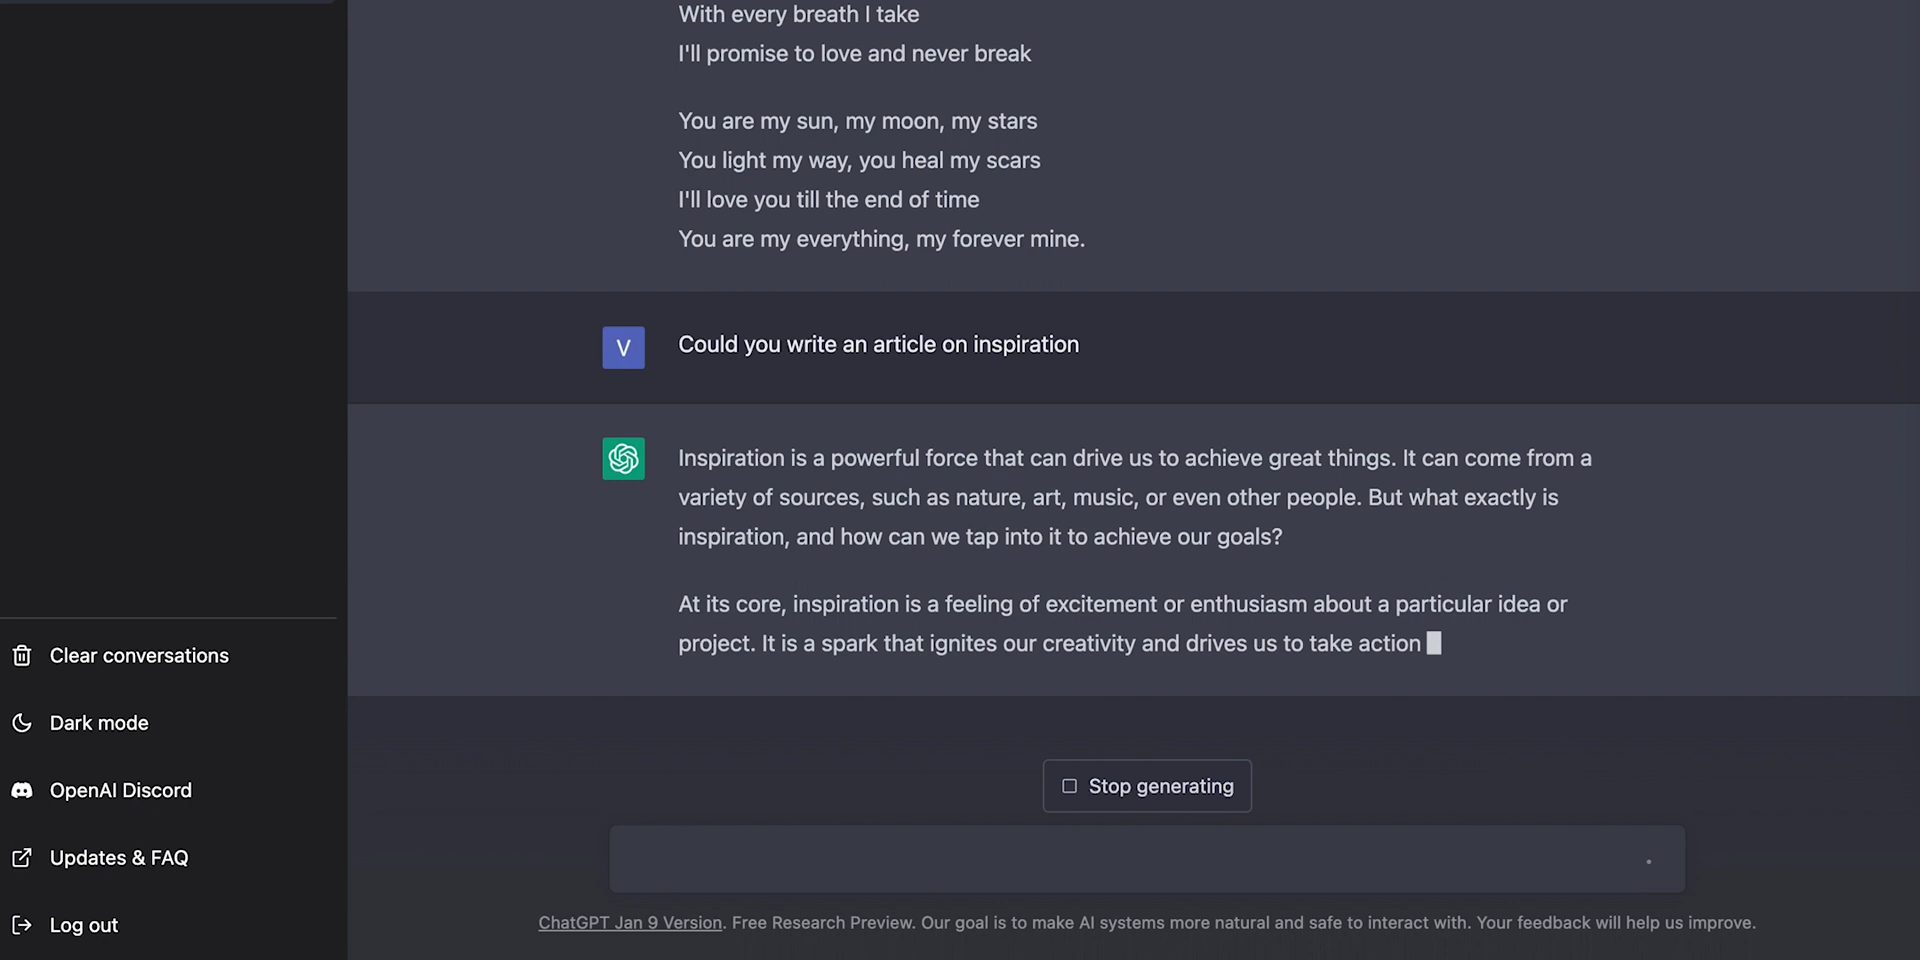 With every breath I take
I'll promise to love and never break
You are my sun, my moon, my stars
You light my way, you heal my scars
I'll love you till the end of time
You are my everything, my forever mine.
V
Could you write an article on inspiration
Inspiration is a powerful force that can drive us to achieve great things. It can come from a
variety of sources, such as nature, art, music, or even other people. But what exactly is
inspiration, and how can we tap into it to achieve our goals?
At its core, inspiration is a feeling of excitement or enthusiasm about a particular idea or
project. It is a spark that ignites our creativity and drives us to take action
Clear conversations
Dark mode
OpenAI Discord
Updates & FAQ
Log out
Stop generating
ChatGPT Jan 9 Version. Free Research Preview. Our goal is to make AI systems more natural and safe to interact with. Your feedback will help us improve.